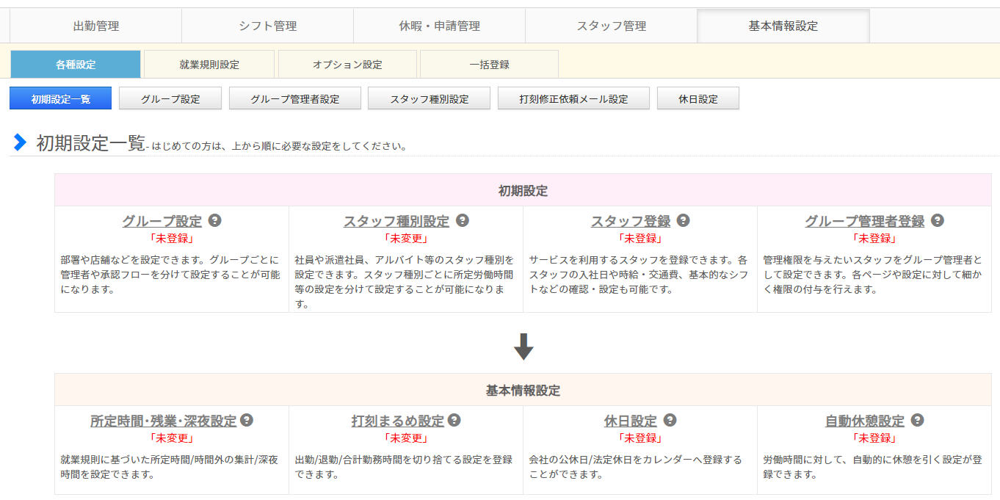 出勤管理
シフト管理
休暇・申請管理
スタッフ管理
基本情報設定
各種設定
就業規則設定
オプション設定
一括登録
初期設定一覧
グループ設定
グループ管理者設定
スタッフ種別設定
打刻修正依頼メール設定
休日設定
初期設定一覧- はじめての方は、上から順に必要な設定をしてください。
初期設定
グループ設定 ?
「未登録」
部署や店舗などを設定できます。グループごとに
管理者や承認フローを分けて設定することが可能
になります。
スタッフ種別設定 ?
「未変更」
社員や派遣社員、アルバイト等のスタッフ種別を
設定できます。スタッフ種別ごとに所定労働時間
等の設定を分けて設定することが可能になりま
す。
スタッフ登録 ?
「未登録」
サービスを利用するスタッフを登録できます。各
スタッフの入社日や時給・交通費、基本的なシフ
トなどの確認・設定も可能です。
グループ管理者登録 ?
「未登録」
管理権限を与えたいスタッフをグループ管理者と
して設定できます。各ページや設定に対して細か
く権限の付与を行えます。
基本情報設定
所定時間･残業･深夜設定 ?
「未変更」
就業規則に基づいた所定時間/時間外の集計/深夜
時間を設定できます。
打刻まるめ設定 ?
「未変更」
出勤/退勤/合計勤務時間を切り捨てる設定を登録
できます。
休日設定 ?
「未登録」
会社の公休日/法定休日をカレンダーへ登録する
ことができます。
自動休憩設定 ?
「未登録」
労働時間に対して、自動的に休憩を引く設定が登
録できます。